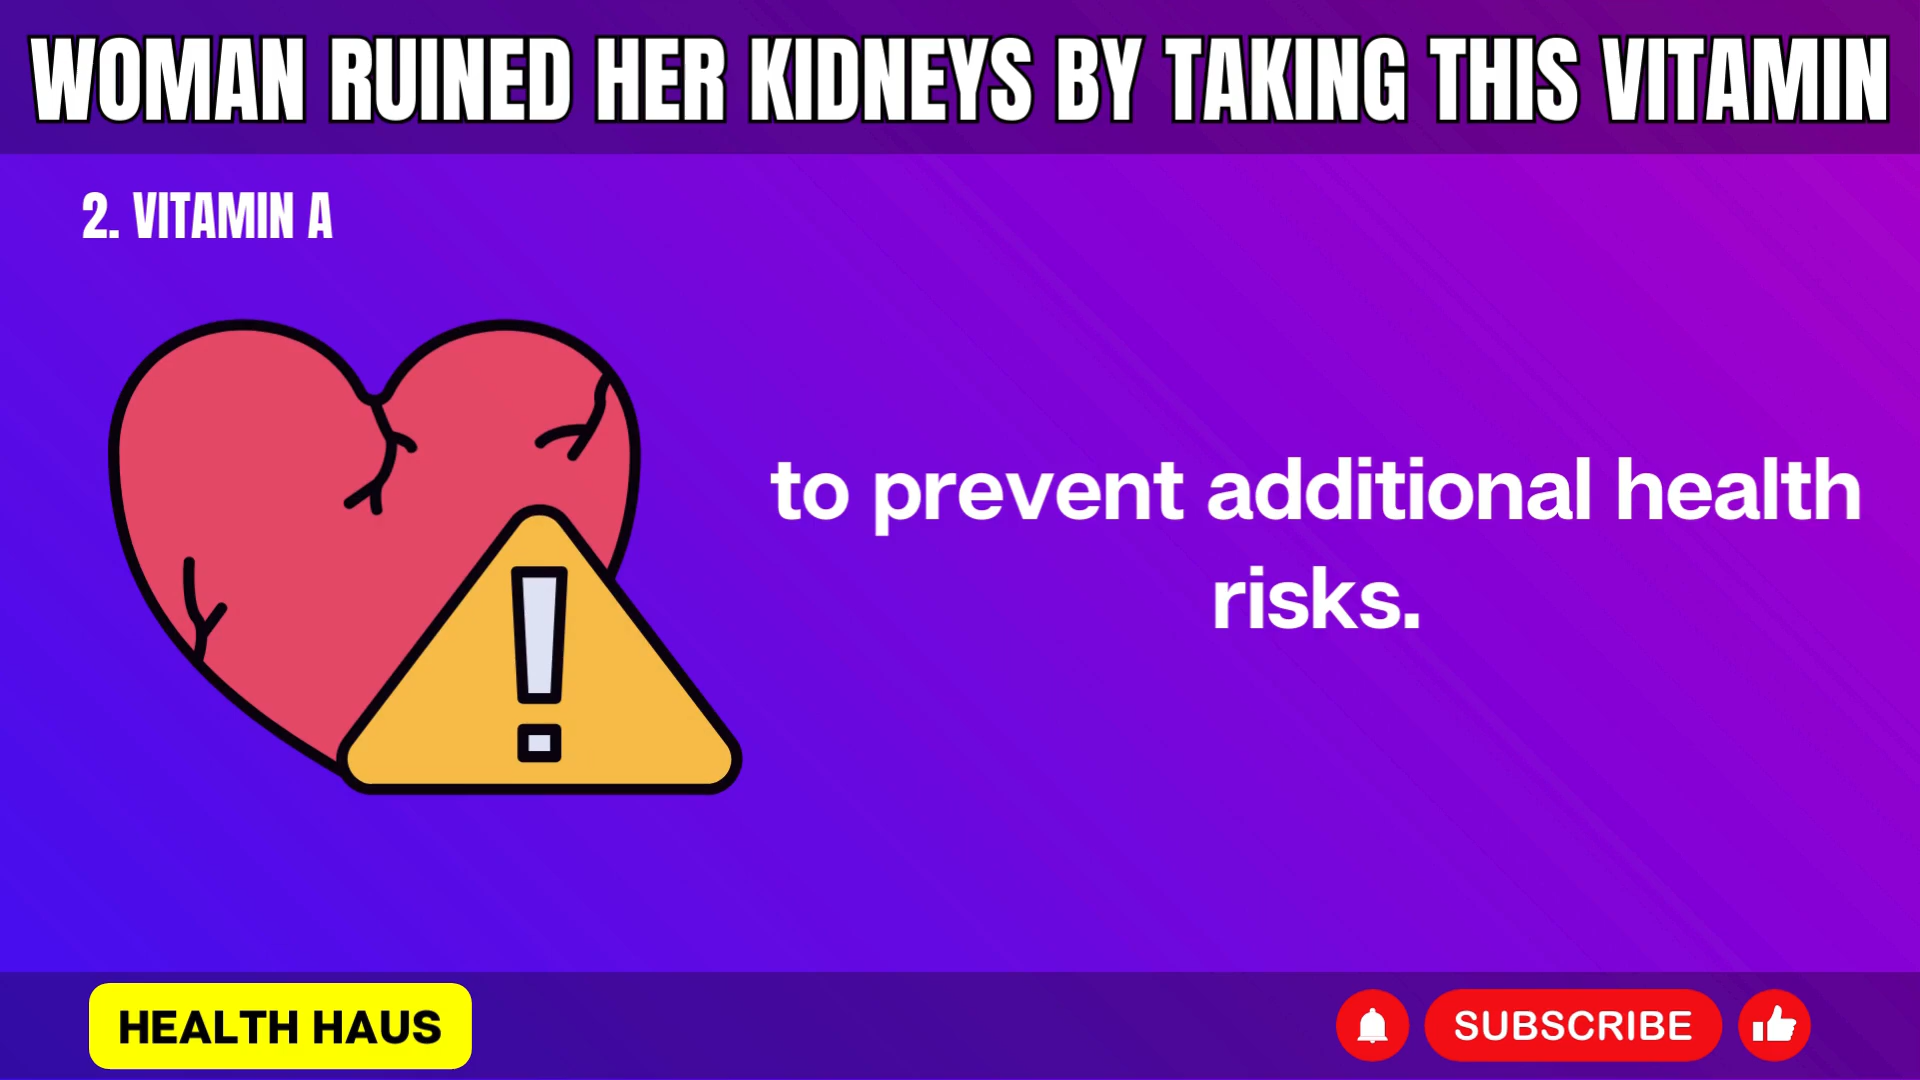 WOMAN RUINED HER KIDNEYS BY TAKING THIS VITAMIN
2. VITAMIN A
to prevent additional health
risks.
HEALTH HAUS
SUBSCRIBE